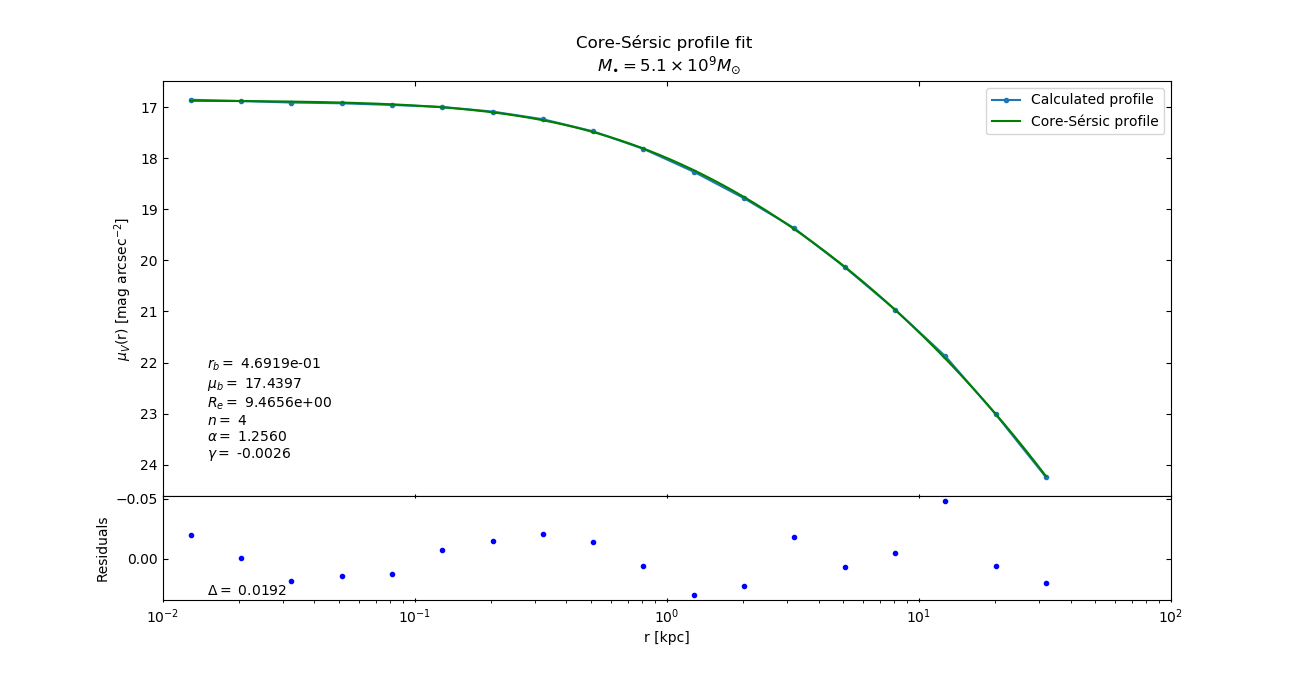 Core-Sérsic profile fit
M• = 5.1 × 10⁹M⊙
Calculated profile
Core-Sérsic profile
17
18
19
20
21
22
23
24
μV(r) [mag arcsec⁻²]
rb = 4.6919e-01
μb = 17.4397
Re = 9.4656e+00
n = 4
α = 1.2560
γ = -0.0026
−0.05
0.00
Residuals
Δ = 0.0192
10⁻² 10⁻¹ 10⁰ 10¹ 10²
r [kpc]